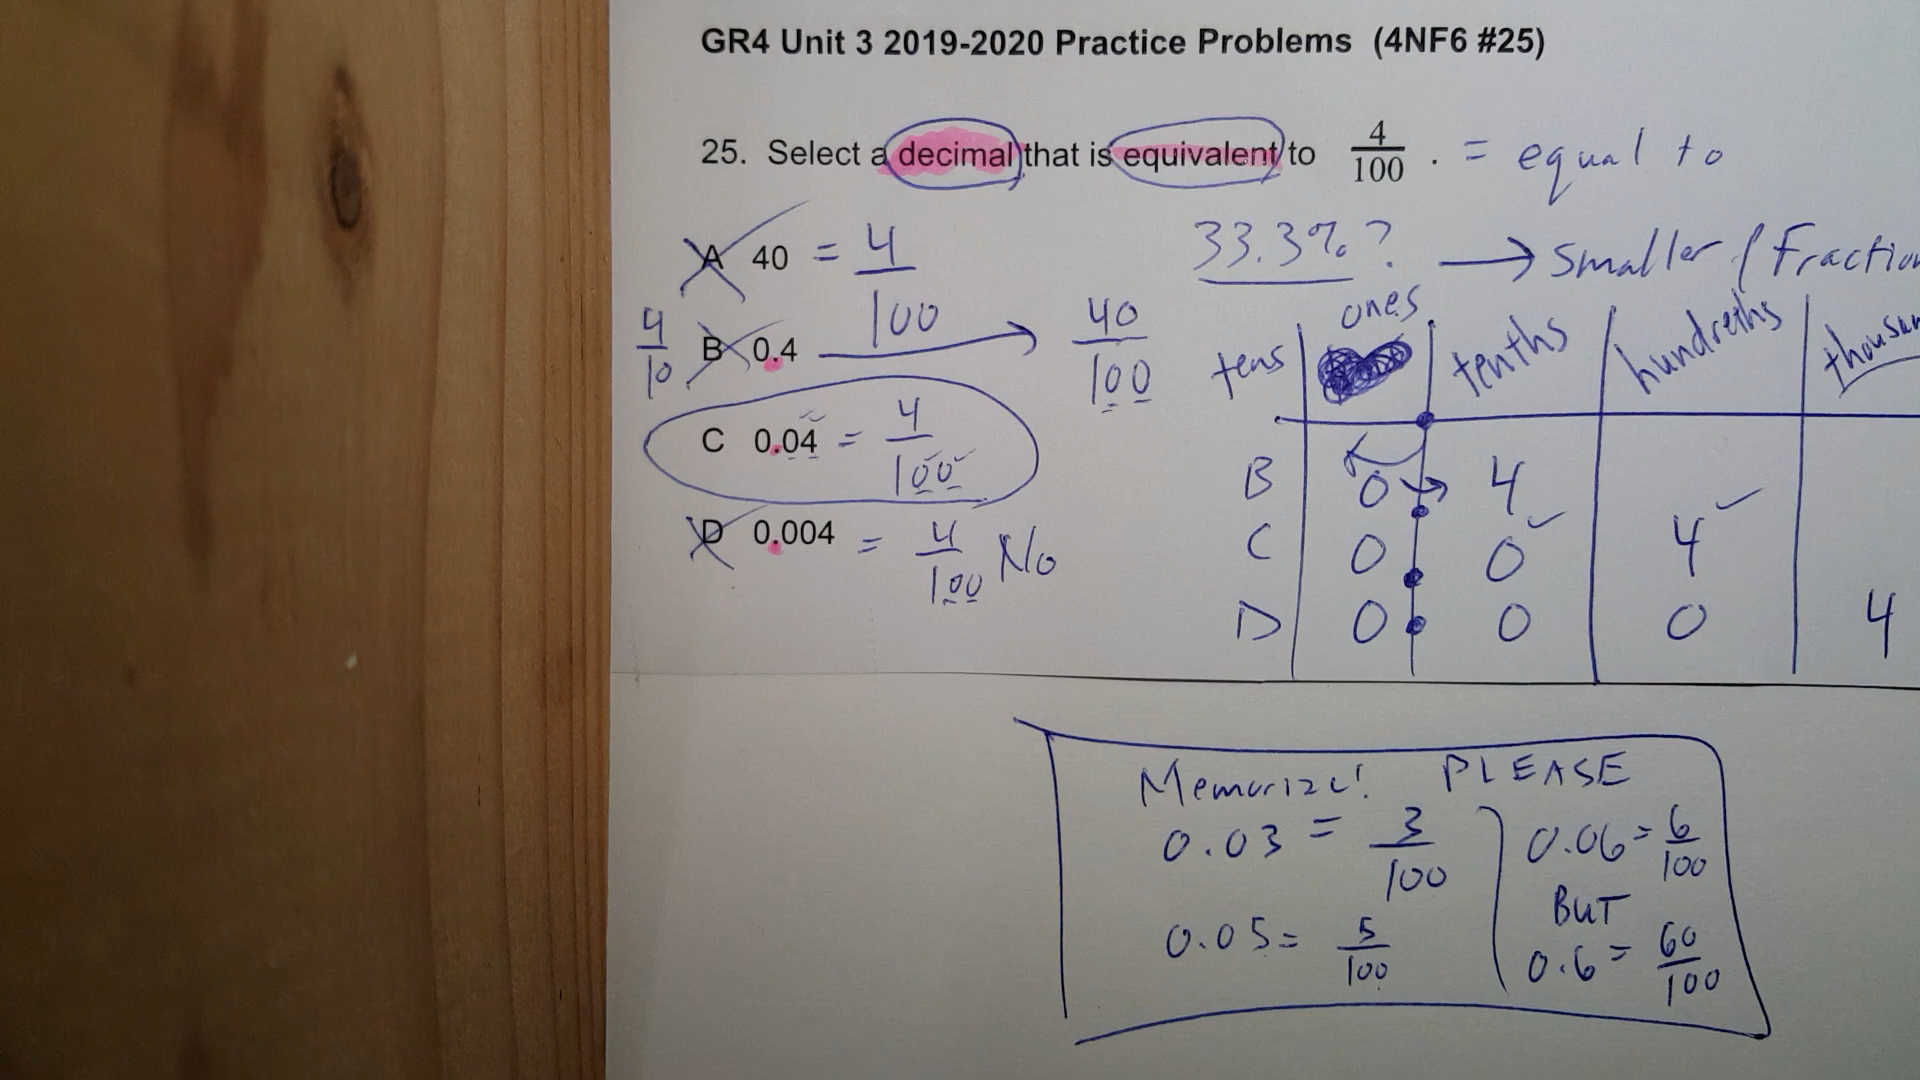 GR4 Unit 3 2019-2020 Practice Problems (4NF6 #25)
25. Select a decimal that is equivalent to 4/100 . = equal to
A 40 = 4/100
33.3%? → Smaller (Fraction
4/10 B 0.4 → 40/100
C 0.04 = 4/100
D 0.004 = 4/100 No
tens ones tenths hundreths thousan
B 0 . 4
C 0 . 0 4
D 0 . 0 0 4
Memorize! PLEASE
0.03 = 3/100
0.05 = 5/100
0.06 = 6/100
BUT
0.6 = 60/100